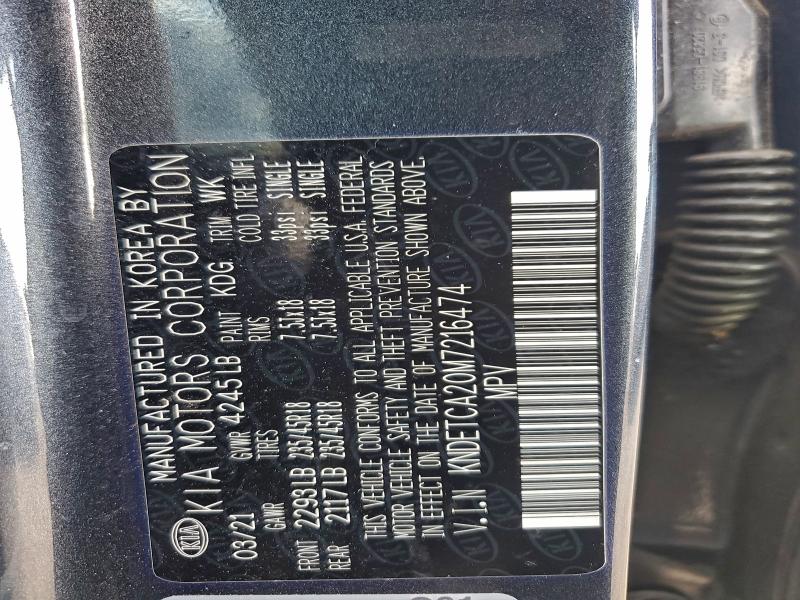 MANUFACTURED IN KOREA BY
KIA KIA MOTORS CORPORATION
03/21 GVWR 4245LB PAINT KDG TRIM WK
GAWR TIRES RIMS COLD TIRE INFL
FRONT 2293LB 235/45R18 7.5Jx18 33psi SINGLE
REAR 2117LB 235/45R18 7.5Jx18 33psi SINGLE
THIS VEHICLE CONFORMS TO ALL APPLICABLE U.S.A. FEDERAL
MOTOR VEHICLE SAFETY AND THEFT PREVENTION STANDARDS
IN EFFECT ON THE DATE OF MANUFACTURE SHOWN ABOVE.
V.I.N KNDETCA20M7216474
MPV